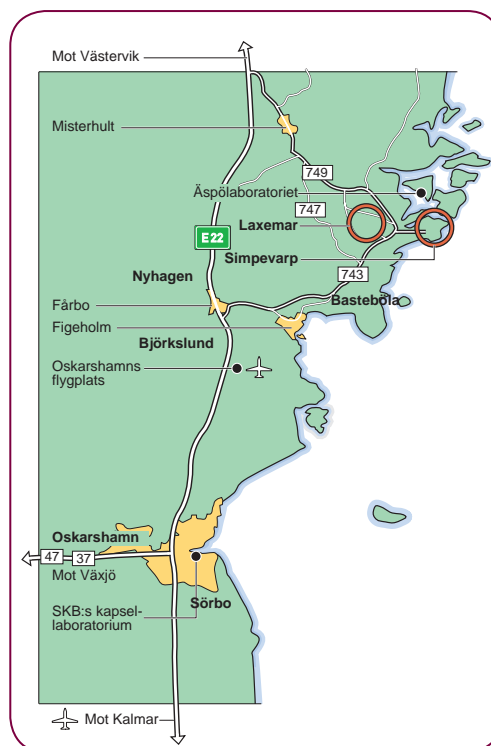 Mot Västervik
Misterhult
749
Äspölaboratoriet
747
Laxemar
E 22
Simpevarp
743
Nyhagen
Basteböla
Fårbo
Figeholm
Björkslund
Oskarshamns
flygplats
Oskarshamn
47
37
Mot Växjö
SKB:s kapsel-
laboratorium
Sörbo
Mot Kalmar